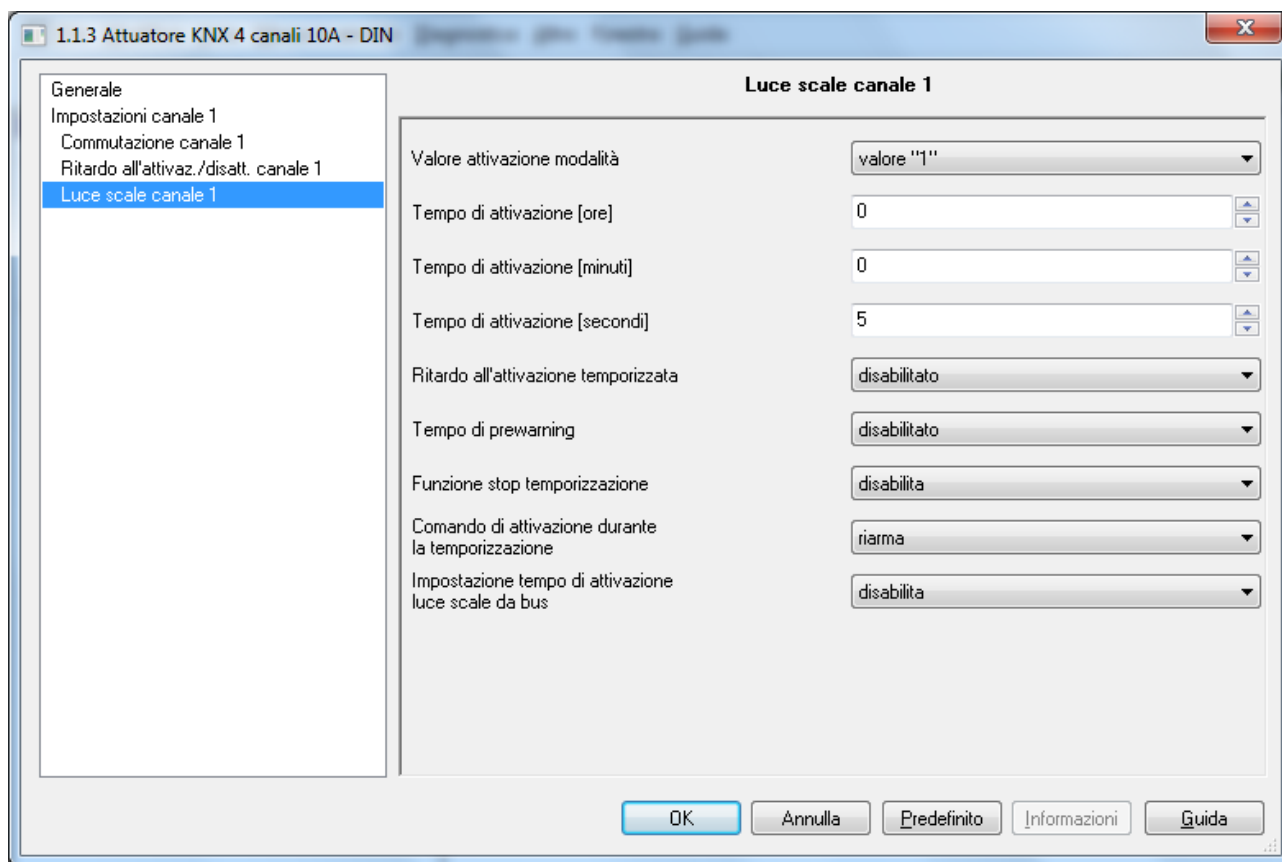 1.1.3 Attuatore KNX 4 canali 10A - DIN
Generale
Impostazioni canale 1
Commutazione canale 1
Ritardo all'attivaz./disatt. canale 1
Luce scale canale 1
Luce scale canale 1
Valore attivazione modalità
valore "1"
Tempo di attivazione [ore]
0
Tempo di attivazione [minuti]
0
Tempo di attivazione [secondi]
5
Ritardo all'attivazione temporizzata
disabilitato
Tempo di prewarning
disabilitato
Funzione stop temporizzazione
disabilita
Comando di attivazione durante
la temporizzazione
riarma
Impostazione tempo di attivazione
luce scale da bus
disabilita
OK
Annulla
Predefinito
Informazioni
Guida